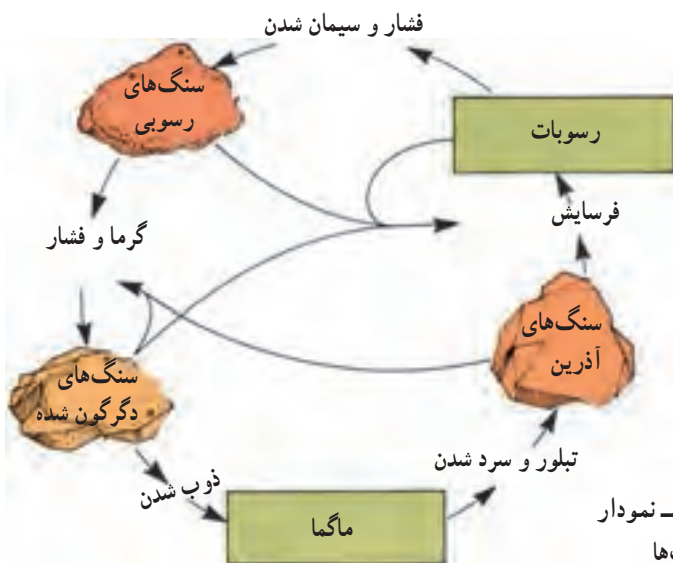 فشار و سیمان شدن
سنگ‌های
رسوبی
رسوبات
فرسایش
گرما و فشار
سنگ‌های
آذرین
سنگ‌های
دگرگون شده
تبلور و سرد شدن
ذوب شدن
ماگما
ـ نمودار